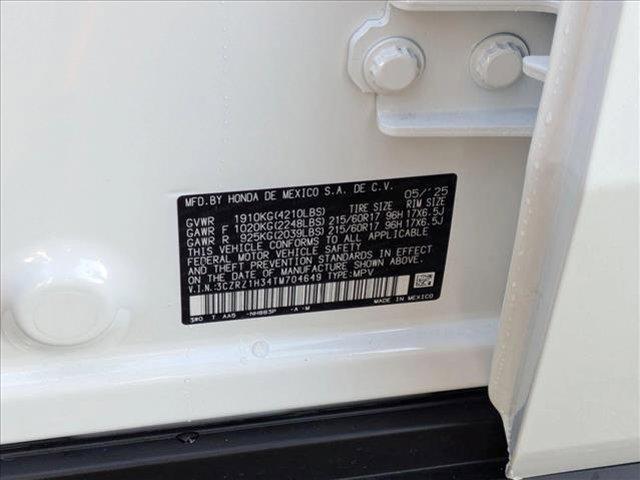 MFD. BY HONDA DE MEXICO S.A. DE C.V. 05/'25
TIRE SIZE RIM SIZE
GVWR 1910KG(4210LBS)
GAWR F 1020KG(2248LBS) 215/60R17 96H 17X6.5J
GAWR R 925KG(2039LBS) 215/60R17 96H 17X6.5J
THIS VEHICLE CONFORMS TO ALL APPLICABLE
FEDERAL MOTOR VEHICLE SAFETY
AND THEFT PREVENTION STANDARDS IN EFFECT
ON THE DATE OF MANUFACTURE SHOWN ABOVE.
V.I.N.:3CZRZ1H34TM704649 TYPE:MPV
MADE IN MEXICO
3W0 T AA5 -NH883P -A -M